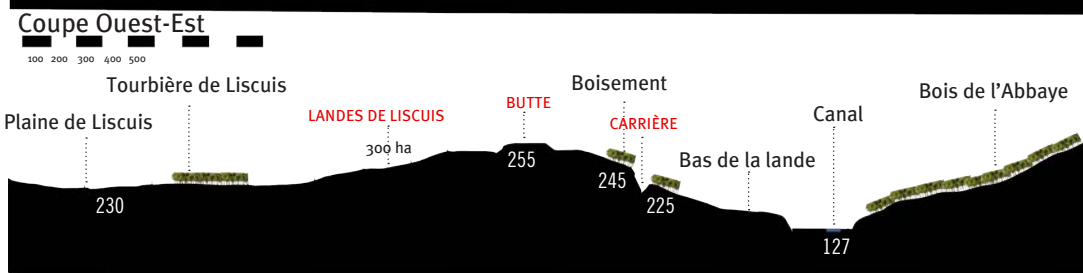 Coupe Ouest-Est
100 200 300 400 500
Tourbière de Liscuis
Boisement
Bois de l'Abbaye
Plaine de Liscuis
LANDES DE LISCUIS
BUTTE
CARRIÈRE
Canal
300 ha
255
Bas de la lande
245
230
225
127